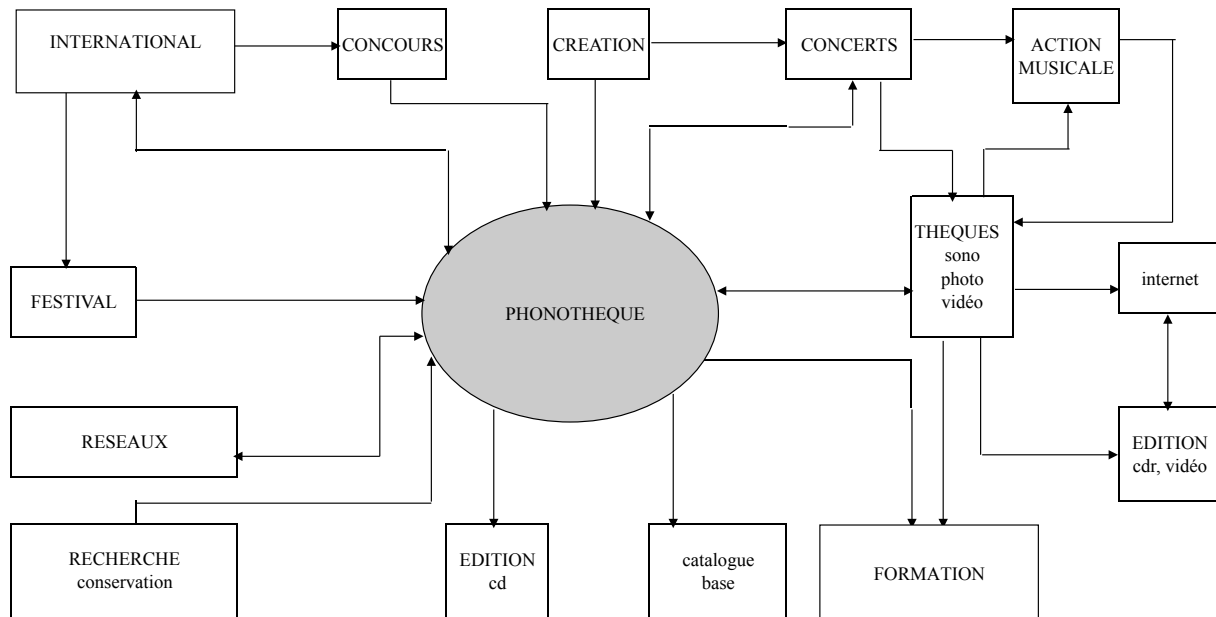 INTERNATIONAL
CONCOURS
CREATION
CONCERTS
ACTION
MUSICALE
THEQUES
sono
photo
vidéo
internet
FESTIVAL
PHONOTHEQUE
RESEAUX
EDITION
cdr, vidéo
RECHERCHE
conservation
EDITION
cd
catalogue
base
FORMATION